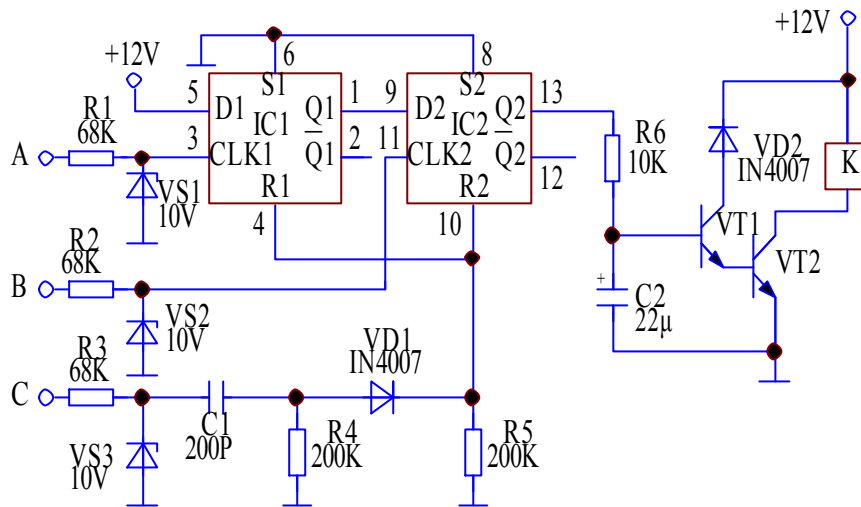 +12V
+12V
6
8
5
S1
1
9
S2
13
R1
68K
D1
IC1
Q1
D2
IC2
Q2
R6
10K
VD2
IN4007
K
A
3
CLK1
Q1
2
11
CLK2
Q2
12
VS1
10V
R1
R2
4
10
VT1
VT2
R2
68K
B
VS2
10V
+
C2
22μ
R3
68K
VD1
IN4007
C
C1
200P
R4
200K
R5
200K
VS3
10V